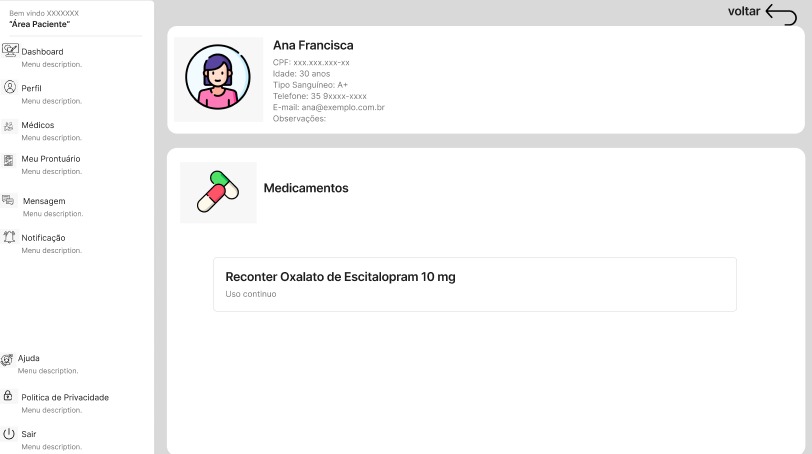 Bem vindo XXXXXXX
"Área Paciente"
Dashboard
Menu description.
Perfil
Menu description.
Médicos
Menu description.
Meu Prontuário
Menu description.
Mensagem
Menu description.
Notificação
Menu description.
Ajuda
Menu description.
Politica de Privacidade
Menu description.
Sair
Menu description.
voltar
Ana Francisca
CPF: xxx.xxx.xxx-xx
Idade: 30 anos
Tipo Sanguineo: A+
Telefone: 35 9xxxx-xxxx
E-mail: ana@exemplo.com.br
Observações:
Medicamentos
Reconter Oxalato de Escitalopram 10 mg
Uso continuo